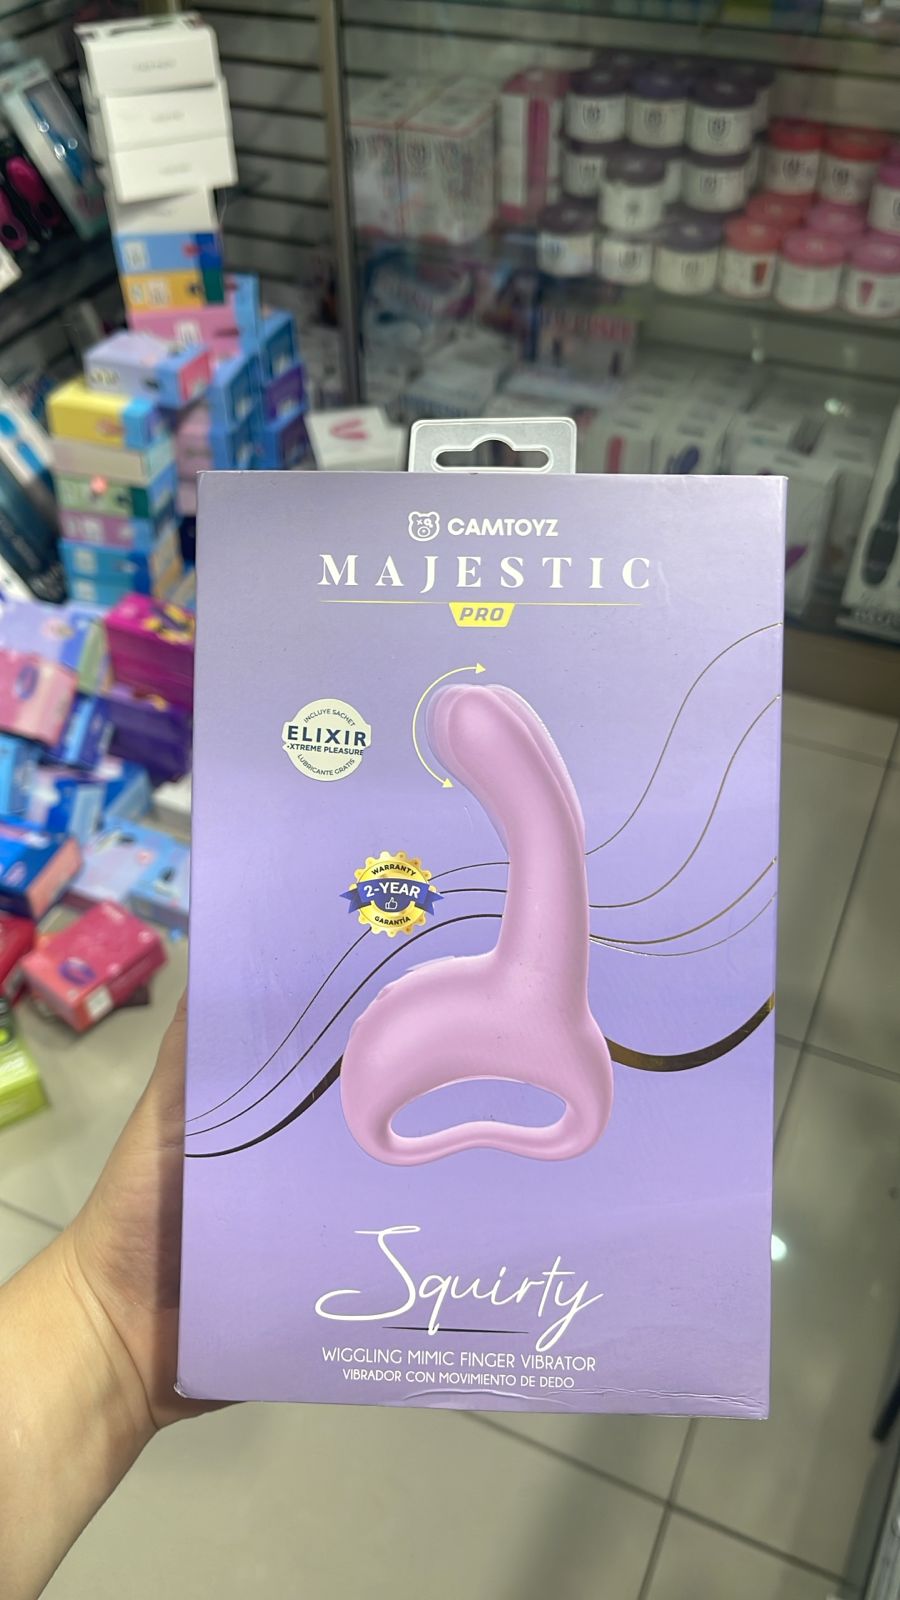 CAMTOYZ
MAJESTIC
PRO
INCLUYE SACHET
ELIXIR
-XTREME PLEASURE
LUBRICANTE GRATIS
WARRANTY
2-YEAR
GARANTÍA
Squirty
WIGGLING MIMIC FINGER VIBRATOR
VIBRADOR CON MOVIMIENTO DE DEDO